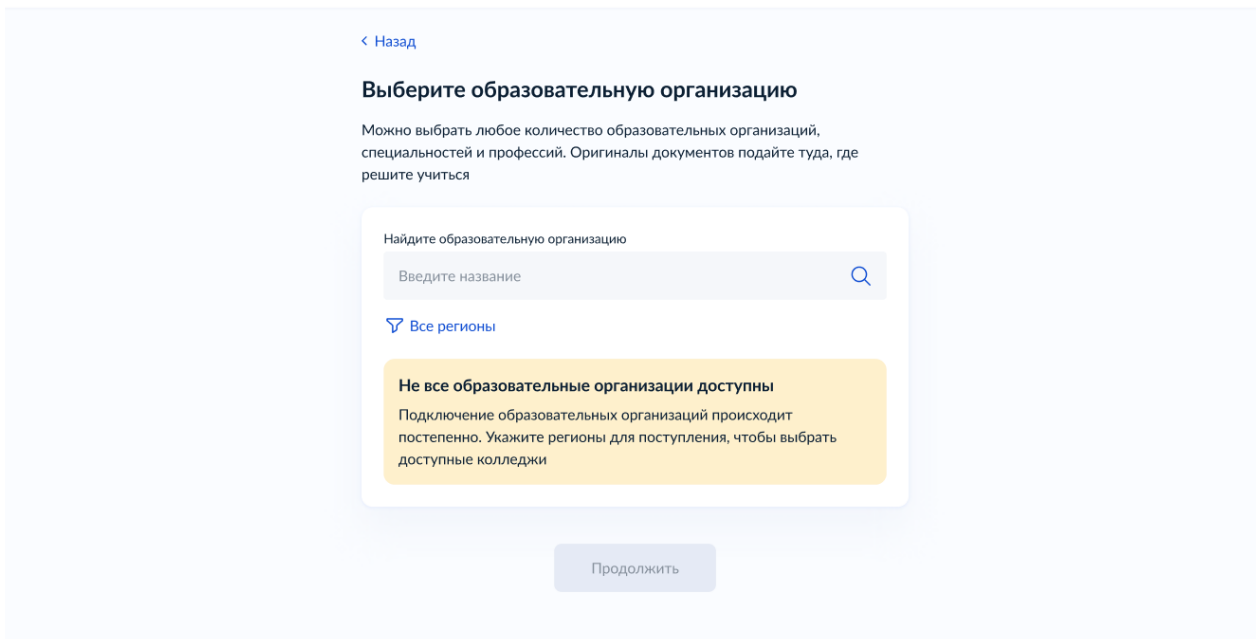 Назад
Выберите образовательную организацию
Можно выбрать любое количество образовательных организаций,
специальностей и профессий. Оригиналы документов подайте туда, где
решите учиться
Найдите образовательную организацию
Введите название
Все регионы
Не все образовательные организации доступны
Подключение образовательных организаций происходит
постепенно. Укажите регионы для поступления, чтобы выбрать
доступные колледжи
Продолжить